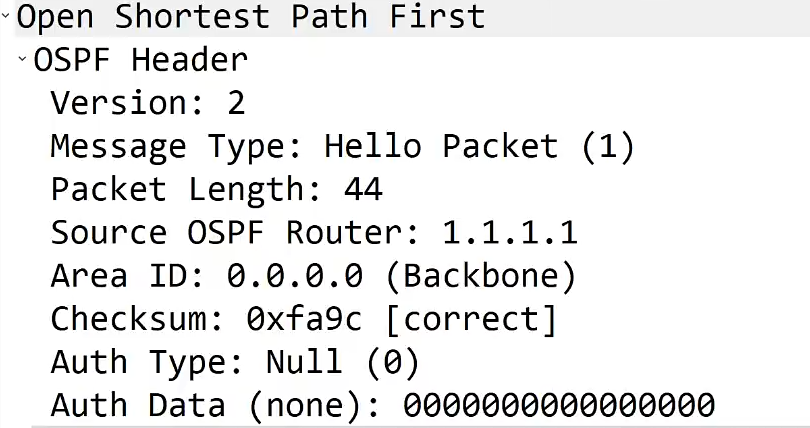 Open Shortest Path First
OSPF Header
Version: 2
Message Type: Hello Packet (1)
Packet Length: 44
Source OSPF Router: 1.1.1.1
Area ID: 0.0.0.0 (Backbone)
Checksum: 0xfa9c [correct]
Auth Type: Null (0)
Auth Data (none): 0000000000000000